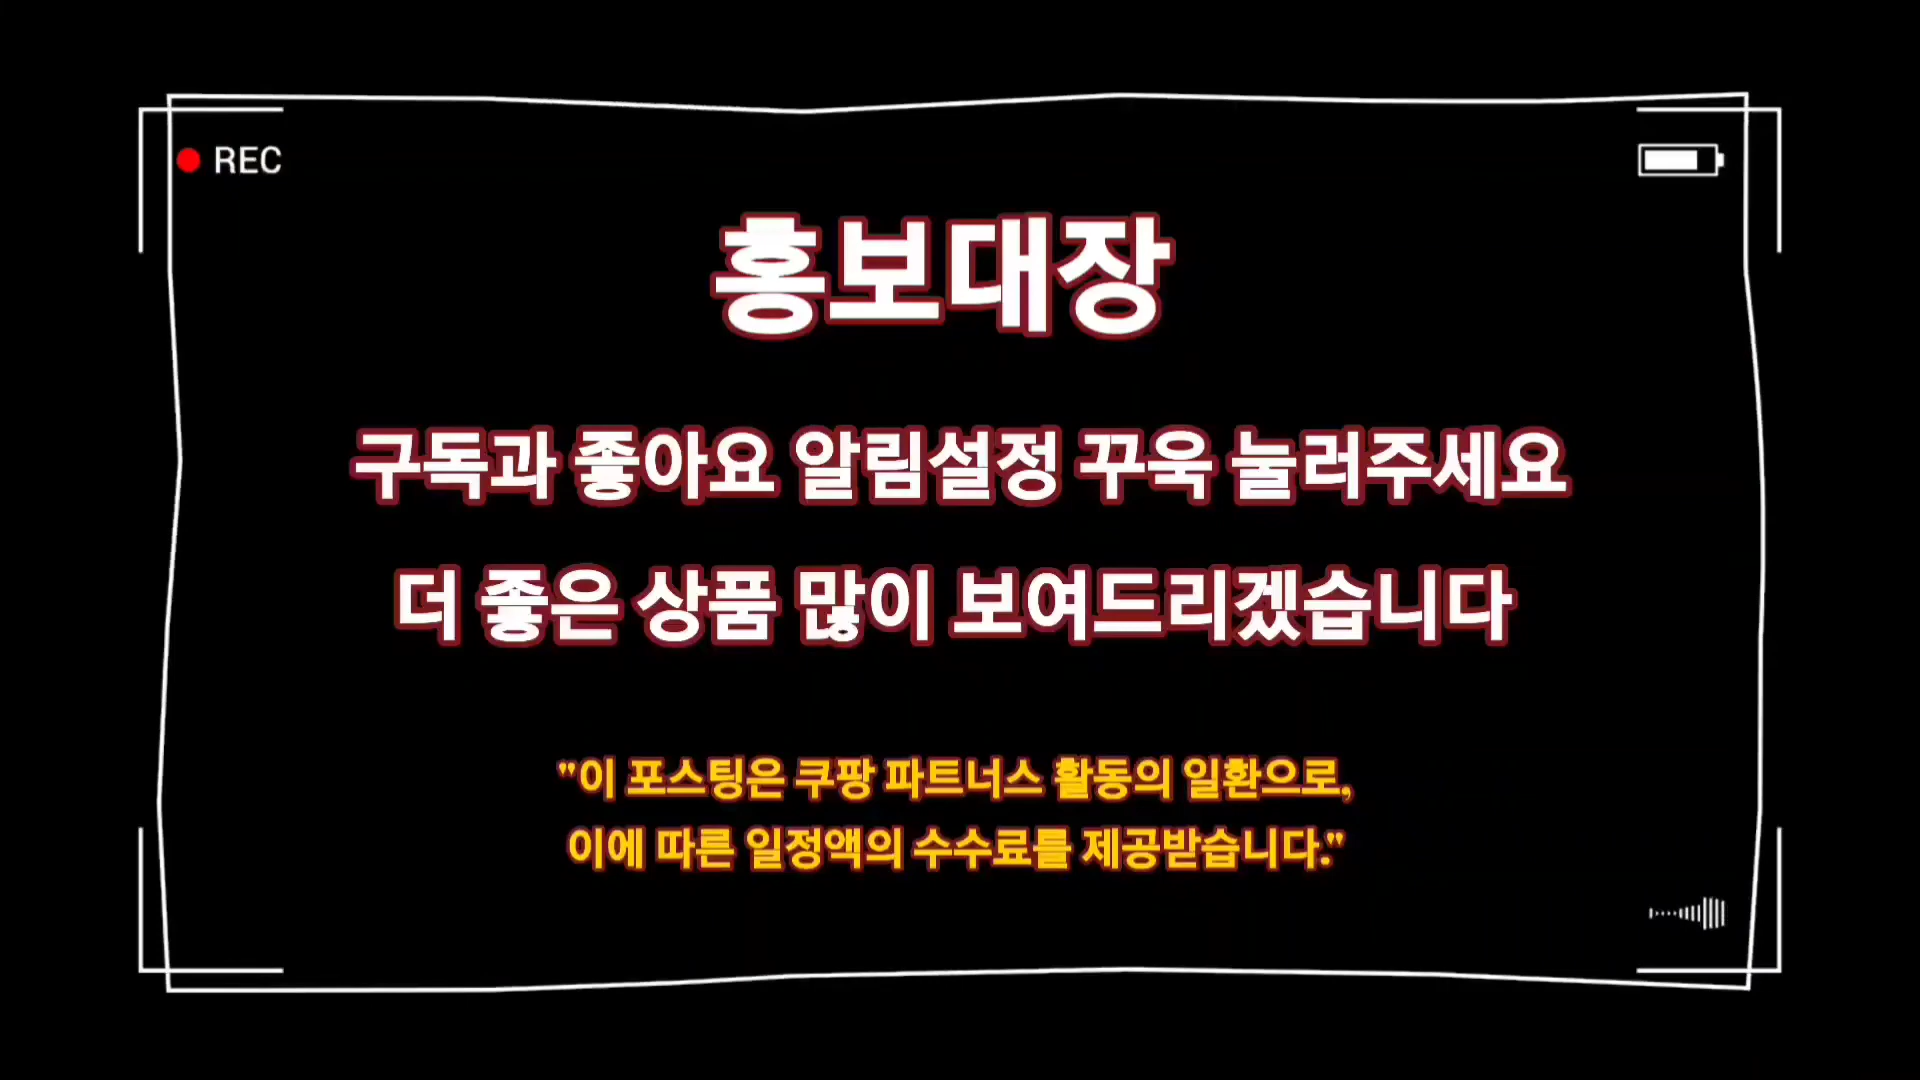 REC
홍보대장
구독과 좋아요 알림설정 꾸욱 눌러주세요
더 좋은 상품 많이 보여드리겠습니다
"이 포스팅은 쿠팡 파트너스 활동의 일환으로,
이에 따른 일정액의 수수료를 제공받습니다."